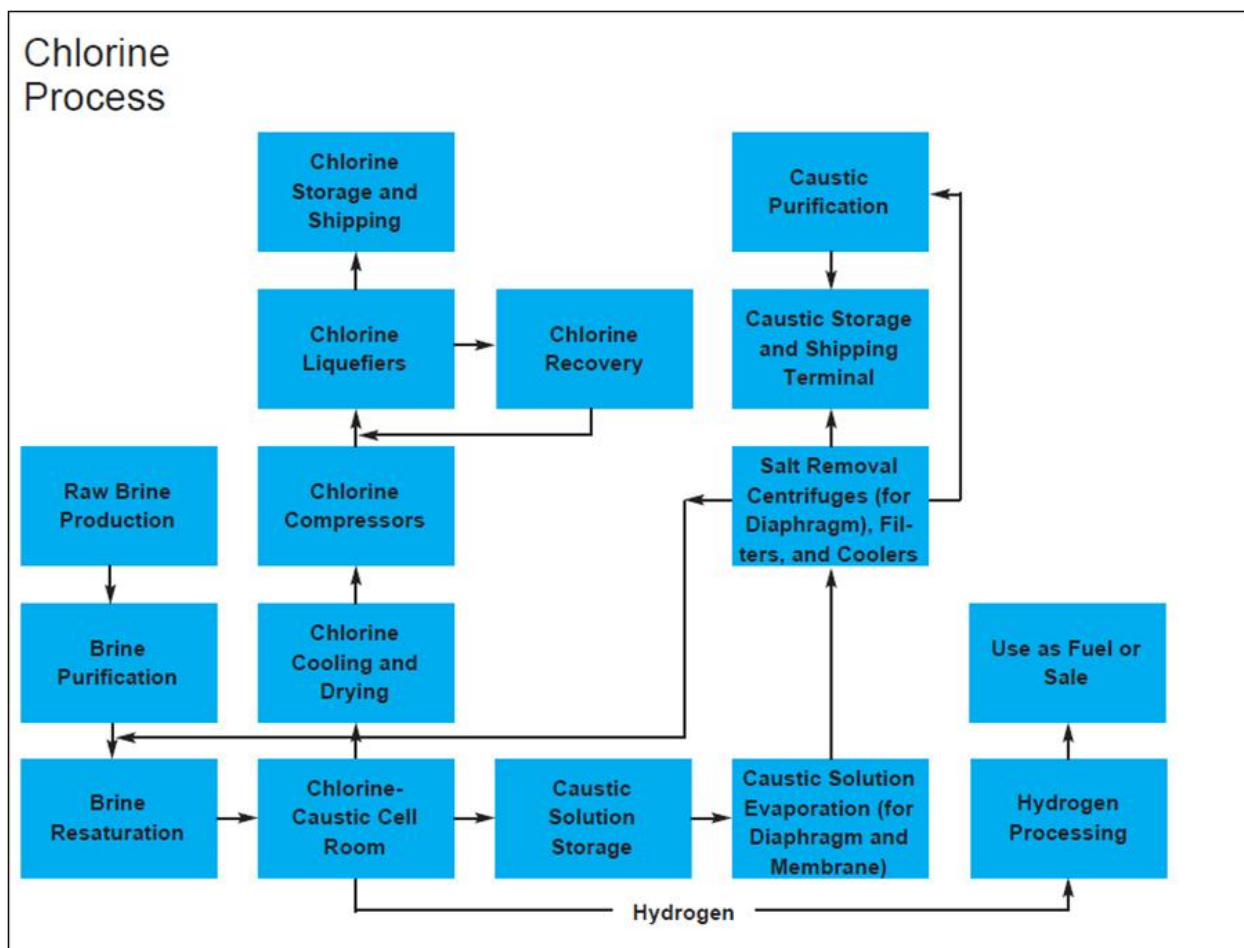 Chlorine
Process
Chlorine
Storage and
Shipping
Caustic
Purification
Chlorine
Liquefiers
Chlorine
Recovery
Caustic Storage
and Shipping
Terminal
Raw Brine
Production
Chlorine
Compressors
Salt Removal
Centrifuges (for
Diaphragm), Fil-
ters, and Coolers
Brine
Purification
Chlorine
Cooling and
Drying
Use as Fuel or
Sale
Brine
Resaturation
Chlorine-
Caustic Cell
Room
Caustic
Solution
Storage
Caustic Solution
Evaporation (for
Diaphragm and
Membrane)
Hydrogen
Processing
Hydrogen